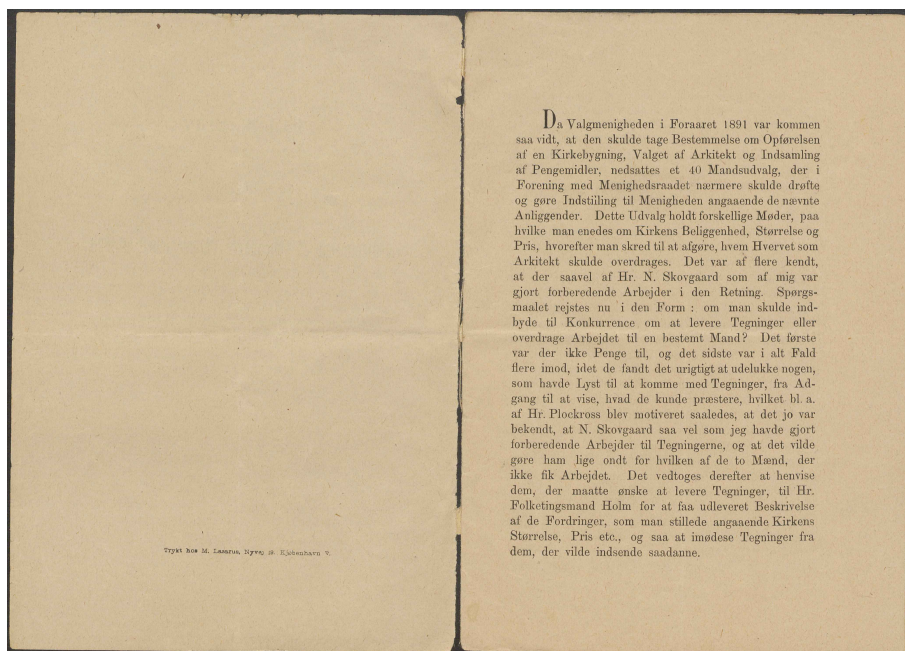 Trykt hos M. Lazarus, Nyvej Kjøbenhavn V.
Da Valgmenigheden i Foraaret 1891 var kommen
saa vidt, at den skulde tage Bestemmelse om Opførelsen
af en Kirkebygning, Valget af Arkitekt og Indsamling
af Pengemidler, nedsattes et 40 Mandsudvalg, der i
Forening med Menighedsraadet nærmere skulde drøfte
og gøre Indstilling til Menigheden angaaende de nævnte
Anliggender. Dette Udvalg holdt forskellige Møder, paa
hvilke man enedes om Kirkens Beliggenhed, Størrelse og
Pris, hvorefter man skred til at afgøre, hvem Hvervet som
Arkitekt skulde overdrages. Det var af flere kendt,
at der saavel af Hr. N. Skovgaard som af mig var
gjort forberedende Arbejder i den Retning. Spørgs-
maalet rejstes nu i den Form : om man skulde ind-
byde til Konkurrence om at levere Tegninger eller
overdrage Arbejdet til en bestemt Mand? Det første
var der ikke Penge til, og det sidste var i alt Fald
flere imod, idet de fandt det urigtigt at udelukke nogen,
som havde Lyst til at komme med Tegninger, fra Ad-
gang til at vise, hvad de kunde præstere, hvilket bl. a.
af Hr. Plockross blev motiveret saaledes, at det jo var
bekendt, at N. Skovgaard saa vel som jeg havde gjort
forberedende Arbejder til Tegningerne, og at det vilde
gøre ham lige ondt for hvilken af de to Mænd, der
ikke fik Arbejdet. Det vedtoges derefter at henvise
dem, der maatte ønske at levere Tegninger, til Hr.
Folketingsmand Holm for at faa udleveret Beskrivelse
af de Fordringer, som man stillede angaaende Kirkens
Størrelse, Pris etc., og saa at imødese Tegninger fra
dem, der vilde indsende saadanne.